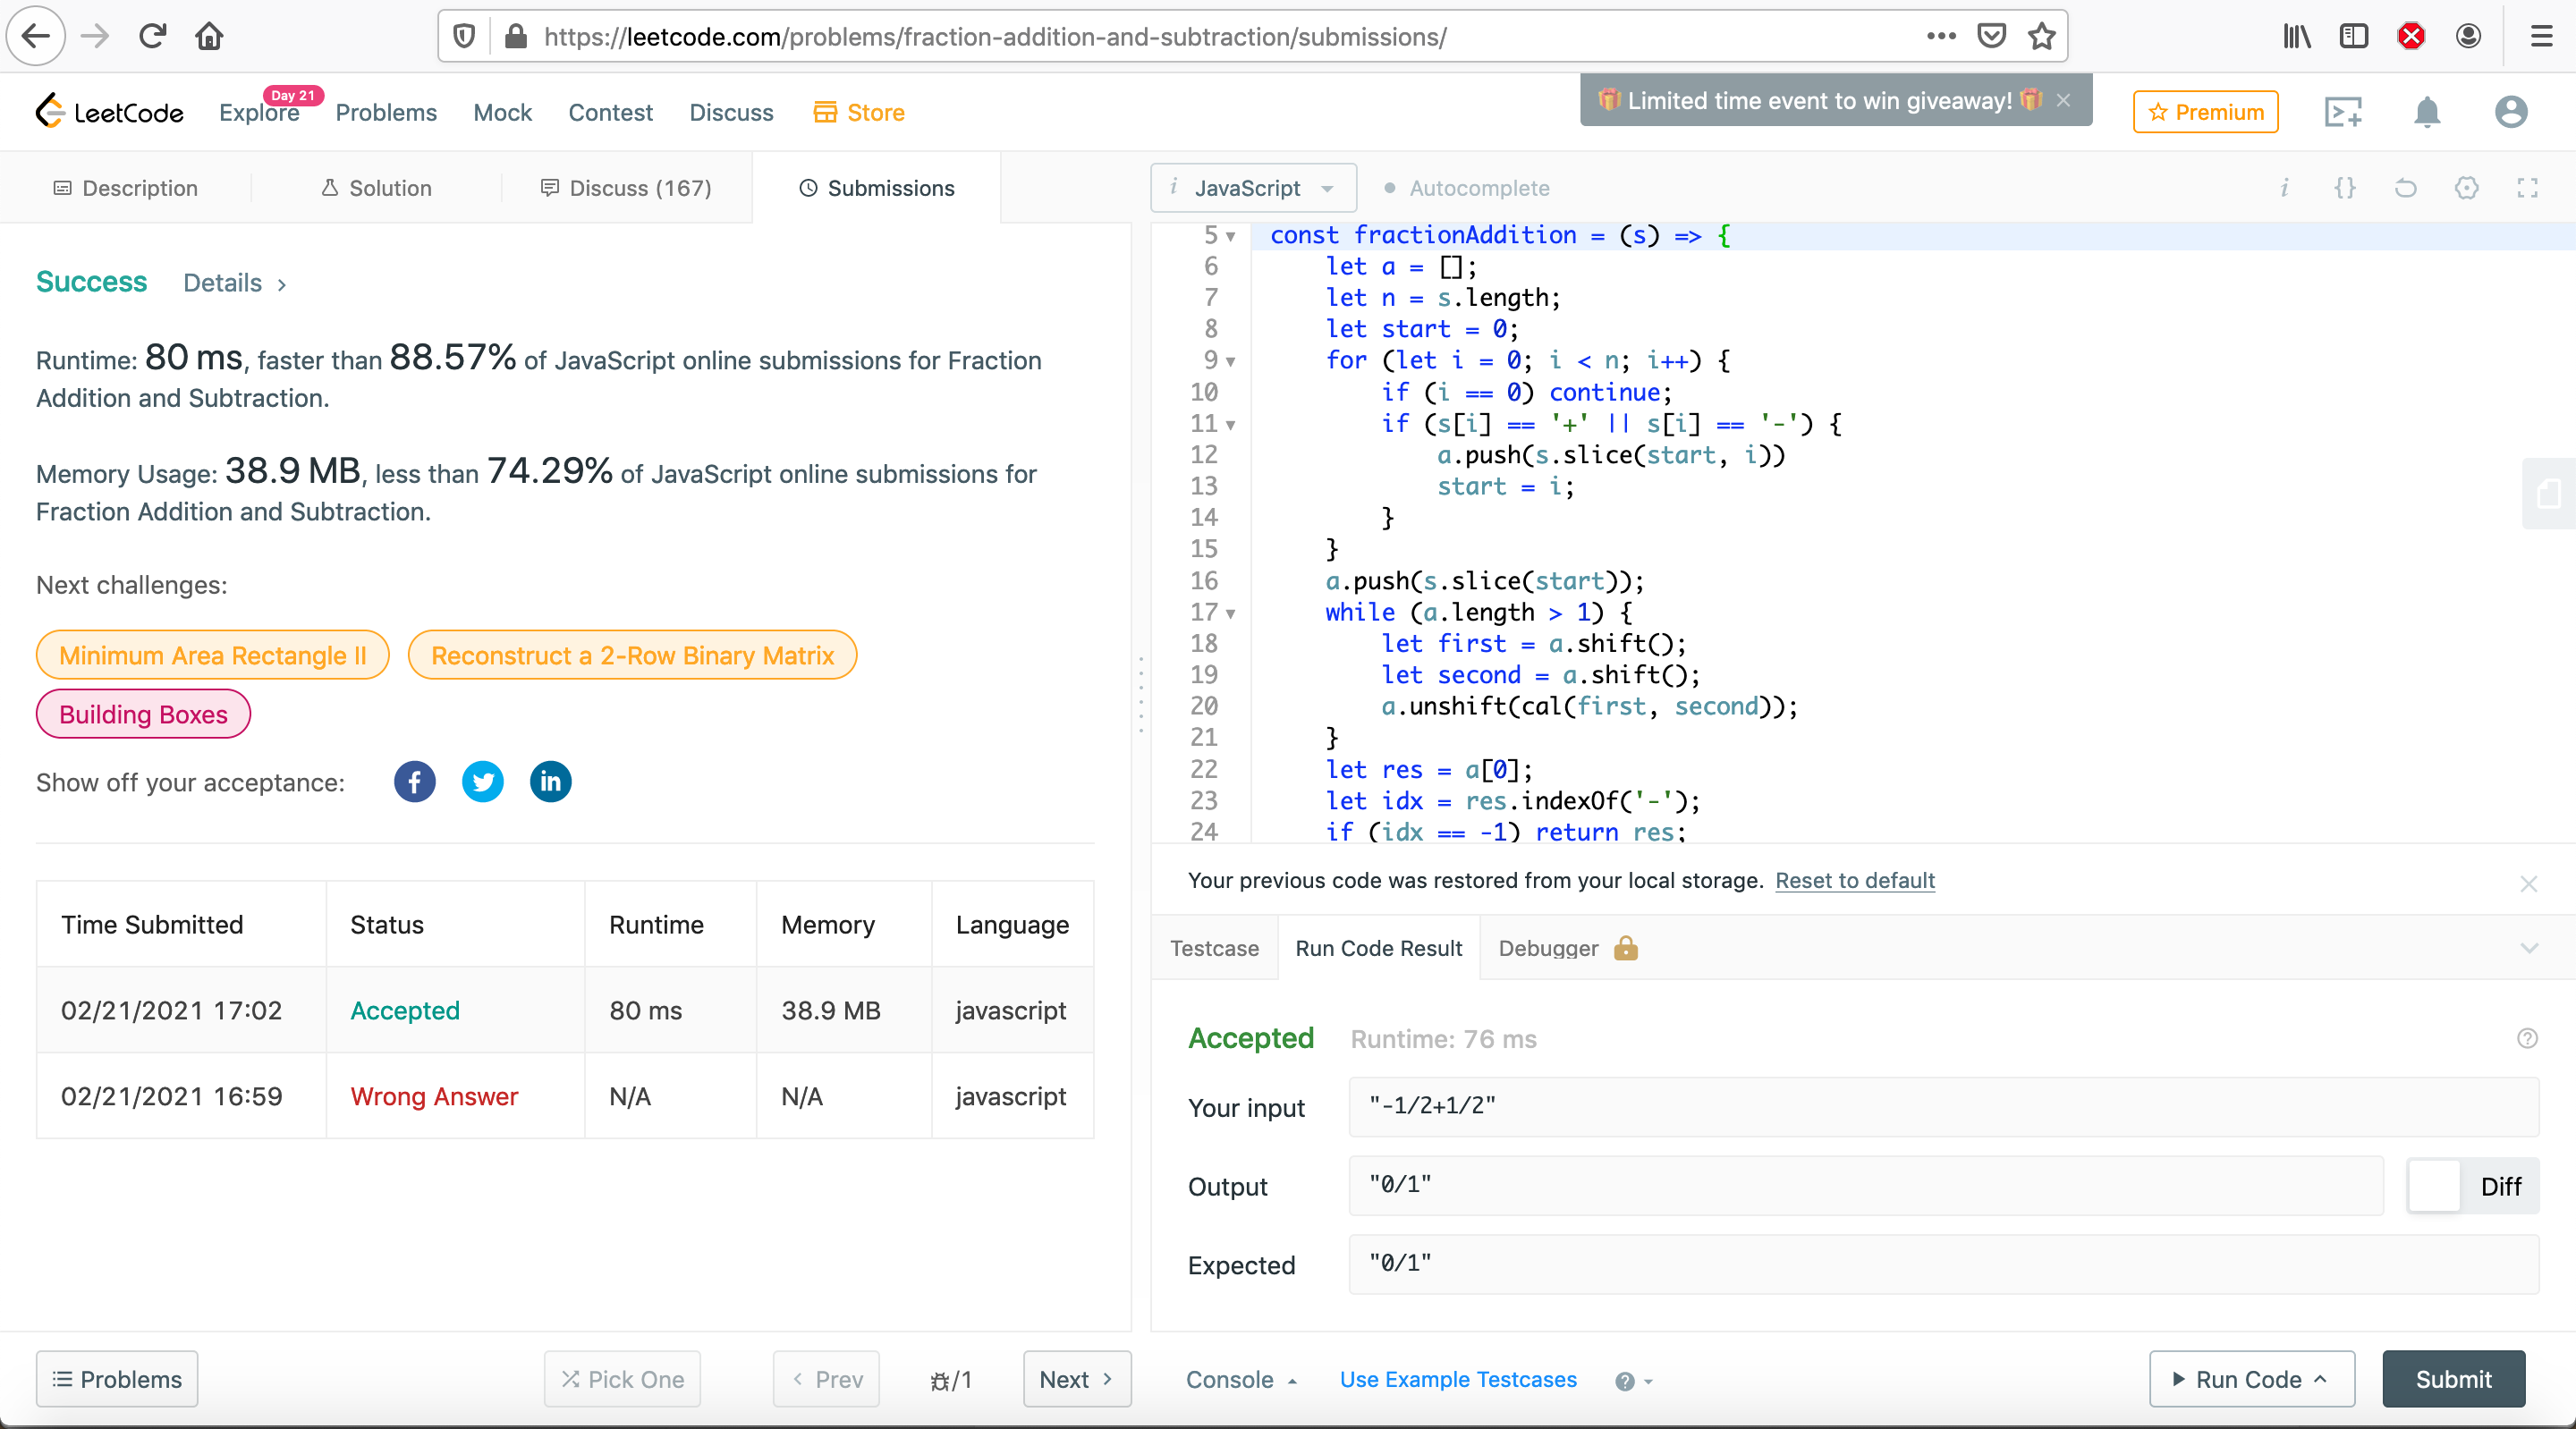 https://leetcode.com/problems/fraction-addition-and-subtraction/submissions/
LeetCode
Explore
Day 21
Problems
Mock
Contest
Discuss
Store
Limited time event to win giveaway!
Premium
Description
Solution
Discuss (167)
Submissions
Success Details
Runtime: 80 ms, faster than 88.57% of JavaScript online submissions for Fraction
Addition and Subtraction.
Memory Usage: 38.9 MB, less than 74.29% of JavaScript online submissions for
Fraction Addition and Subtraction.
Next challenges:
Minimum Area Rectangle II
Reconstruct a 2-Row Binary Matrix
Building Boxes
Show off your acceptance:
Time Submitted Status Runtime Memory Language
02/21/2021 17:02 Accepted 80 ms 38.9 MB javascript
02/21/2021 16:59 Wrong Answer N/A N/A javascript
i JavaScript
Autocomplete
5 const fractionAddition = (s) => {
6 let a = [];
7 let n = s.length;
8 let start = 0;
9 for (let i = 0; i < n; i++) {
10 if (i == 0) continue;
11 if (s[i] == '+' || s[i] == '-') {
12 a.push(s.slice(start, i))
13 start = i;
14 }
15 }
16 a.push(s.slice(start));
17 while (a.length > 1) {
18 let first = a.shift();
19 let second = a.shift();
20 a.unshift(cal(first, second));
21 }
22 let res = a[0];
23 let idx = res.indexOf('-');
24 if (idx == -1) return res;
Your previous code was restored from your local storage. Reset to default
Testcase
Run Code Result
Debugger
Accepted Runtime: 76 ms
Your input "-1/2+1/2"
Output "0/1"
Diff
Expected "0/1"
Problems
Pick One
Prev
/1
Next
Console
Use Example Testcases
Run Code
Submit